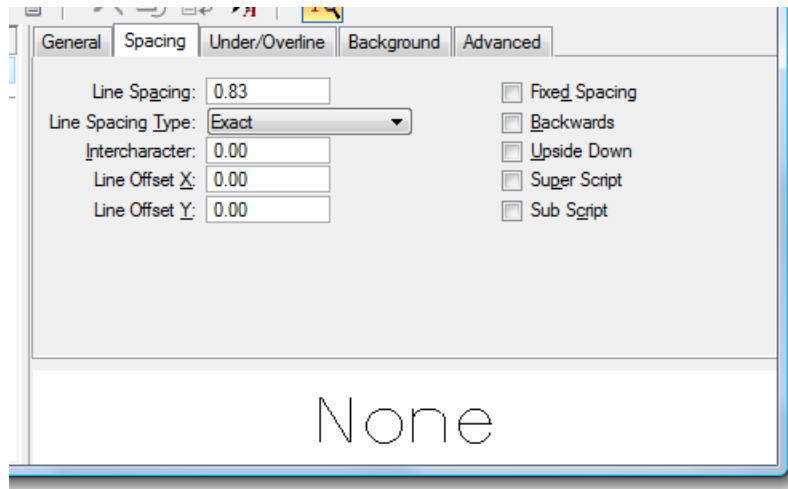 General Spacing Under/Overline Background Advanced
Line Spacing: 0.83
Line Spacing Type: Exact
Intercharacter: 0.00
Line Offset X: 0.00
Line Offset Y: 0.00
Fixed Spacing
Backwards
Upside Down
Super Script
Sub Script
None